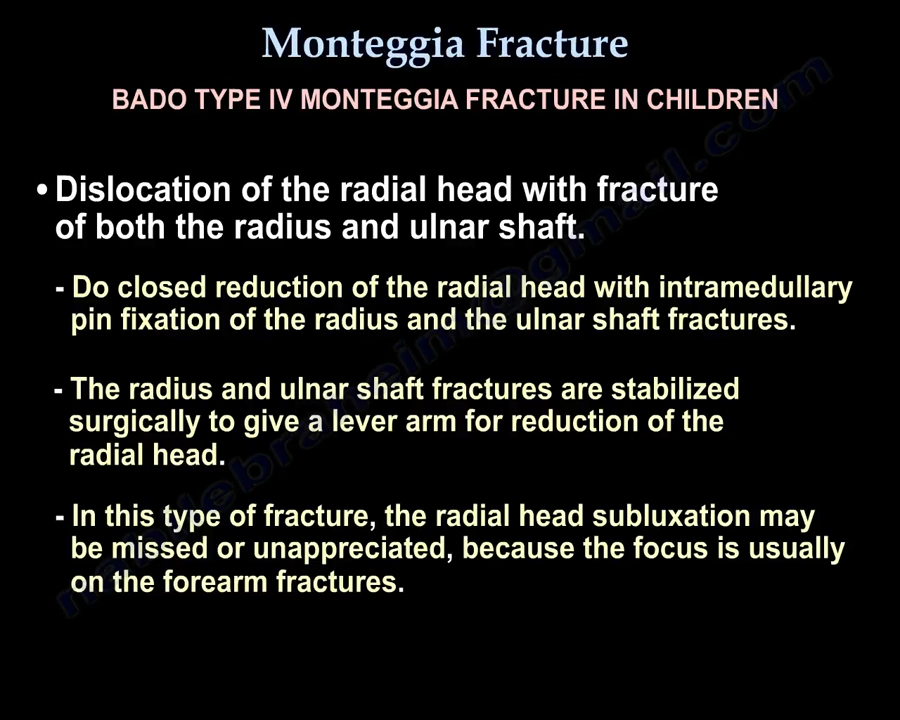 Monteggia Fracture
BADO TYPE IV MONTEGGIA FRACTURE IN CHILDREN
• Dislocation of the radial head with fracture
of both the radius and ulnar shaft.
- Do closed reduction of the radial head with intramedullary
pin fixation of the radius and the ulnar shaft fractures.
- The radius and ulnar shaft fractures are stabilized
surgically to give a lever arm for reduction of the
radial head.
- In this type of fracture, the radial head subluxation may
be missed or unappreciated, because the focus is usually
on the forearm fractures.